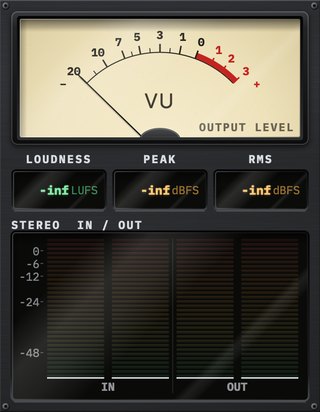 20 10 7 5 3 1 0 1 2 3
− +
VU
OUTPUT LEVEL
LOUDNESS PEAK RMS
-inf LUFS -inf dBFS -inf dBFS
STEREO IN / OUT
0
-6
-12
-24
-48
IN OUT